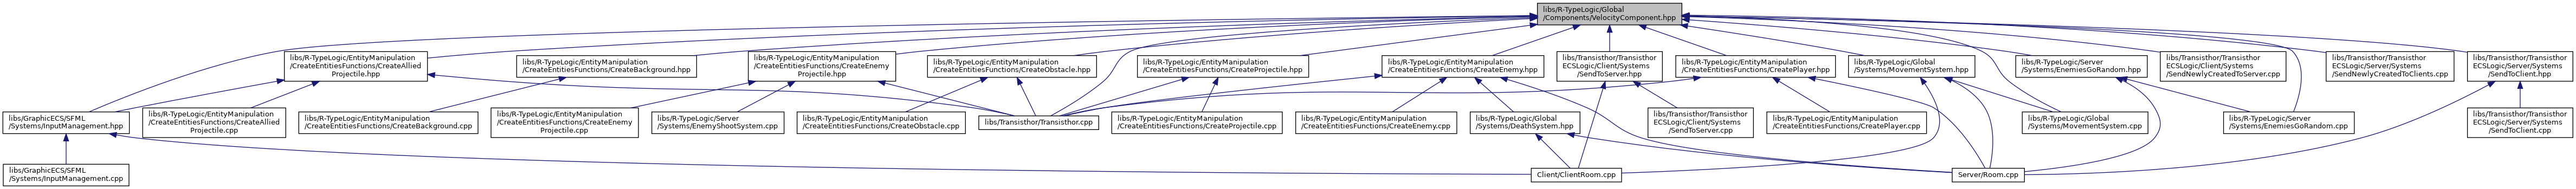 libs/R-TypeLogic/Global
/Components/VelocityComponent.hpp
libs/R-TypeLogic/EntityManipulation
/CreateEntitiesFunctions/CreateAllied
Projectile.hpp
libs/R-TypeLogic/EntityManipulation
/CreateEntitiesFunctions/CreateBackground.hpp
libs/R-TypeLogic/EntityManipulation
/CreateEntitiesFunctions/CreateEnemy
Projectile.hpp
libs/R-TypeLogic/EntityManipulation
/CreateEntitiesFunctions/CreateObstacle.hpp
libs/R-TypeLogic/EntityManipulation
/CreateEntitiesFunctions/CreateProjectile.hpp
libs/R-TypeLogic/EntityManipulation
/CreateEntitiesFunctions/CreateEnemy.hpp
libs/Transisthor/Transisthor
ECSLogic/Client/Systems
/SendToServer.hpp
libs/R-TypeLogic/EntityManipulation
/CreateEntitiesFunctions/CreatePlayer.hpp
libs/R-TypeLogic/Global
/Systems/MovementSystem.hpp
libs/R-TypeLogic/Server
/Systems/EnemiesGoRandom.hpp
libs/Transisthor/Transisthor
ECSLogic/Client/Systems
/SendNewlyCreatedToServer.cpp
libs/Transisthor/Transisthor
ECSLogic/Server/Systems
/SendNewlyCreatedToClients.cpp
libs/Transisthor/Transisthor
ECSLogic/Server/Systems
/SendToClient.hpp
libs/GraphicECS/SFML
/Systems/InputManagement.hpp
libs/R-TypeLogic/EntityManipulation
/CreateEntitiesFunctions/CreateAllied
Projectile.cpp
libs/R-TypeLogic/EntityManipulation
/CreateEntitiesFunctions/CreateBackground.cpp
libs/R-TypeLogic/EntityManipulation
/CreateEntitiesFunctions/CreateEnemy
Projectile.cpp
libs/R-TypeLogic/Server
/Systems/EnemyShootSystem.cpp
libs/R-TypeLogic/EntityManipulation
/CreateEntitiesFunctions/CreateObstacle.cpp
libs/Transisthor/Transisthor.cpp
libs/R-TypeLogic/EntityManipulation
/CreateEntitiesFunctions/CreateProjectile.cpp
libs/R-TypeLogic/EntityManipulation
/CreateEntitiesFunctions/CreateEnemy.cpp
libs/R-TypeLogic/Global
/Systems/DeathSystem.hpp
libs/Transisthor/Transisthor
ECSLogic/Client/Systems
/SendToServer.cpp
libs/R-TypeLogic/EntityManipulation
/CreateEntitiesFunctions/CreatePlayer.cpp
libs/R-TypeLogic/Global
/Systems/MovementSystem.cpp
libs/R-TypeLogic/Server
/Systems/EnemiesGoRandom.cpp
libs/Transisthor/Transisthor
ECSLogic/Server/Systems
/SendToClient.cpp
libs/GraphicECS/SFML
/Systems/InputManagement.cpp
Client/ClientRoom.cpp
Server/Room.cpp